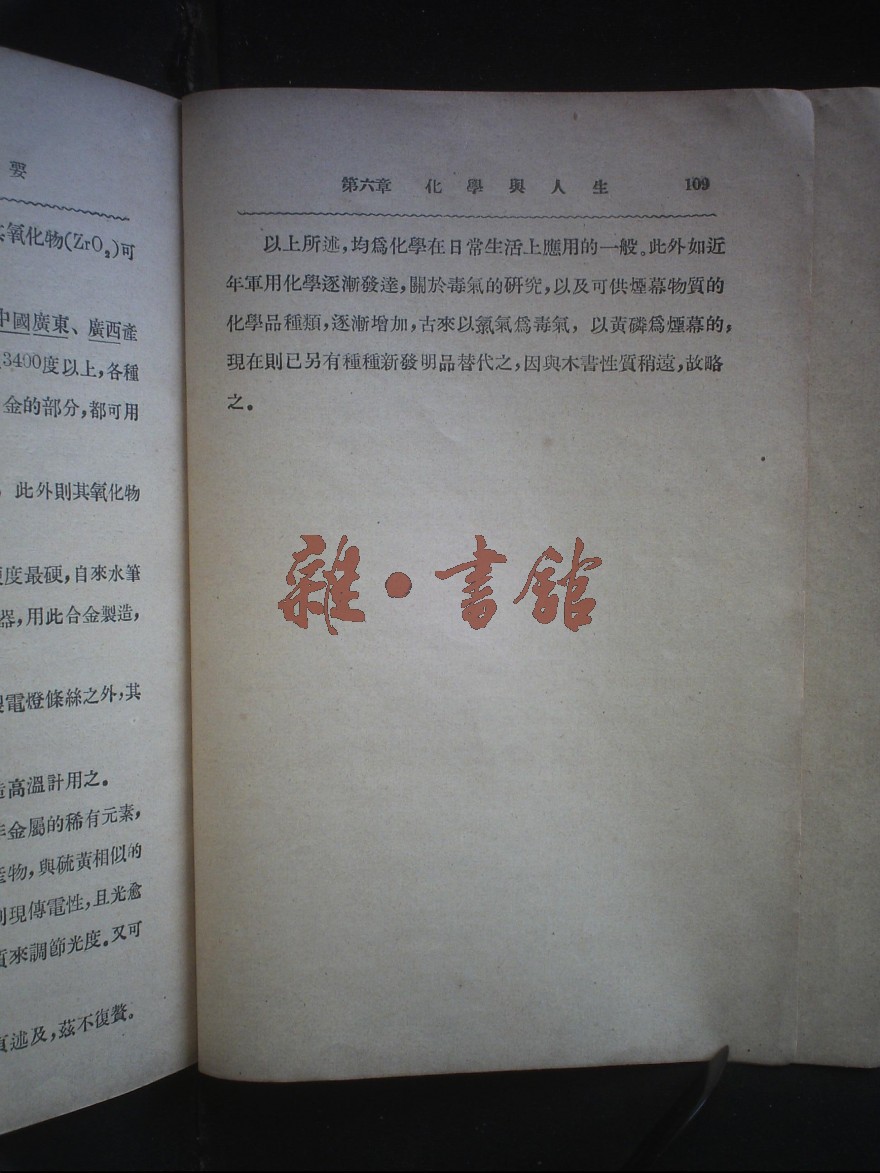 要
其氧化物(ZrO₂)可
中國廣東、廣西產
3400度以上,各種
金的部分,都可用
此外則其氧化物
度最硬,自來水筆
器,用此合金製造,
電燈條絲之外,其
高溫計用之。
非金屬的稀有元素,
物,與硫黃相似的
現傳電性,且光愈
來調節光度。又可
述及,茲不復贅。
第六章 化學與人生 109
以上所述,均爲化學在日常生活上應用的一般。此外如近
年軍用化學逐漸發達,關於毒氣的研究,以及可供煙幕物質的
化學品種類,逐漸增加,古來以氯氣爲毒氣,以黃磷爲煙幕的,
現在則已另有種種新發明品替代之,因與木書性質稍遠,故略
之。
雜·書館